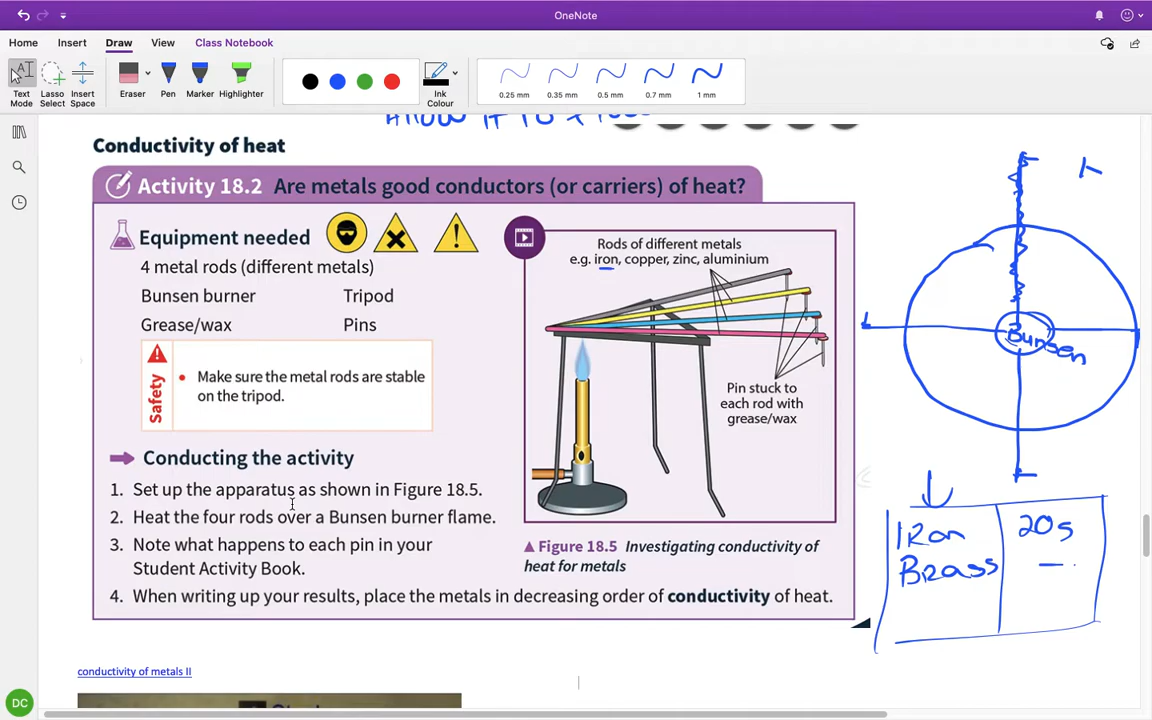 OneNote
Home Insert Draw View Class Notebook
Text Mode
Lasso Select
Insert Space
Eraser
Pen
Marker
Highlighter
Ink Colour
0.25 mm 0.35 mm 0.5 mm 0.7 mm 1 mm
Allow it to
Conductivity of heat
Activity 18.2 Are metals good conductors (or carriers) of heat?
Equipment needed
4 metal rods (different metals)
Bunsen burner Tripod
Grease/wax Pins
Safety
• Make sure the metal rods are stable
on the tripod.
Rods of different metals
e.g. iron, copper, zinc, aluminium
Pin stuck to
each rod with
grease/wax
Conducting the activity
1. Set up the apparatus as shown in Figure 18.5.
2. Heat the four rods over a Bunsen burner flame.
3. Note what happens to each pin in your
Student Activity Book.
4. When writing up your results, place the metals in decreasing order of conductivity of heat.
▲ Figure 18.5 Investigating conductivity of
heat for metals
Bunsen
Iron 20s
Brass –
conductivity of metals II
DC